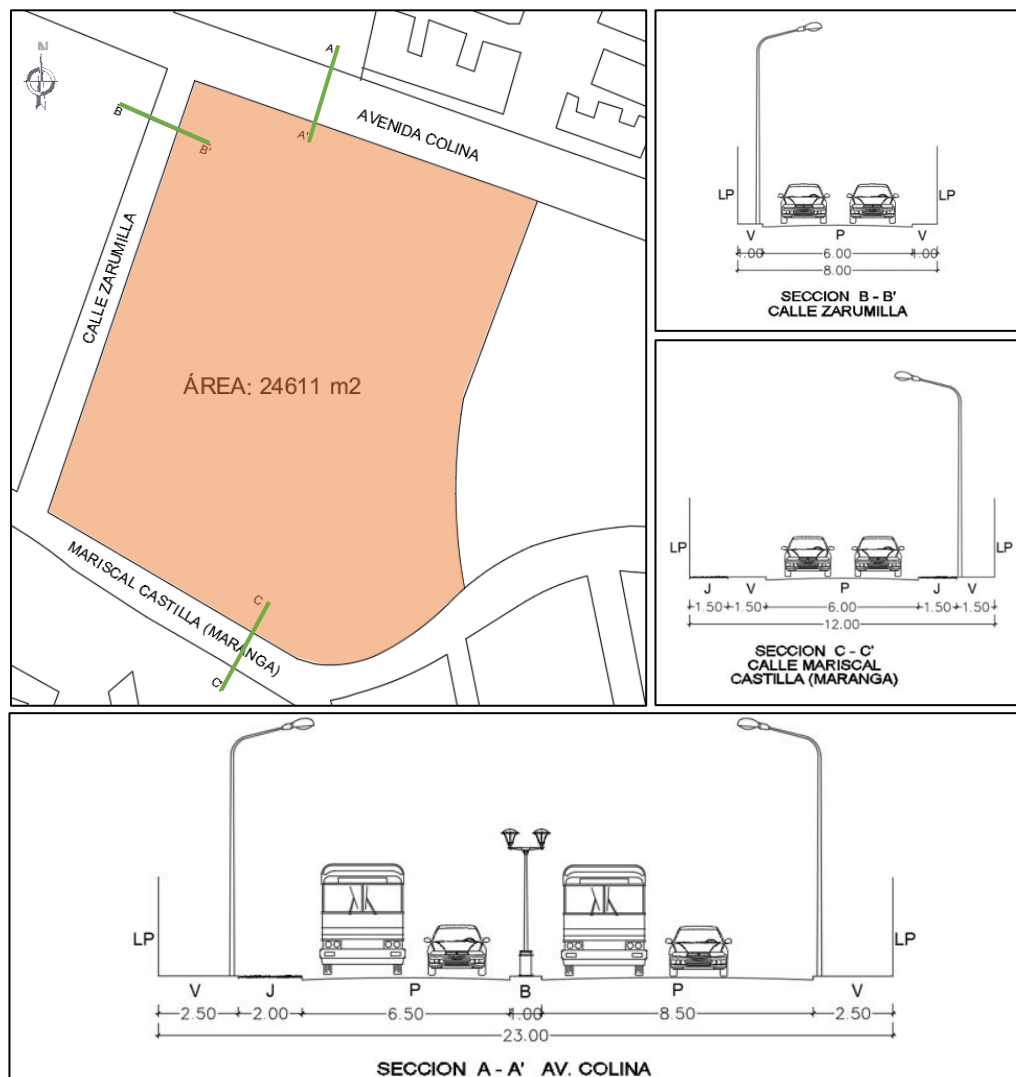 N
A
A'
B
B'
AVENIDA COLINA
CALLE ZARUMILLA
ÁREA: 24611 m2
MARISCAL CASTILLA (MARANGA)
C
C'
LP
LP
V P V
1.00 6.00 1.00
8.00
SECCION B - B'
CALLE ZARUMILLA
LP
LP
J V P J V
1.50 1.50 6.00 1.50 1.50
12.00
SECCION C - C'
CALLE MARISCAL
CASTILLA (MARANGA)
LP
LP
V J P B P V
2.50 2.00 6.50 1.00 8.50 2.50
23.00
SECCION A - A' AV. COLINA